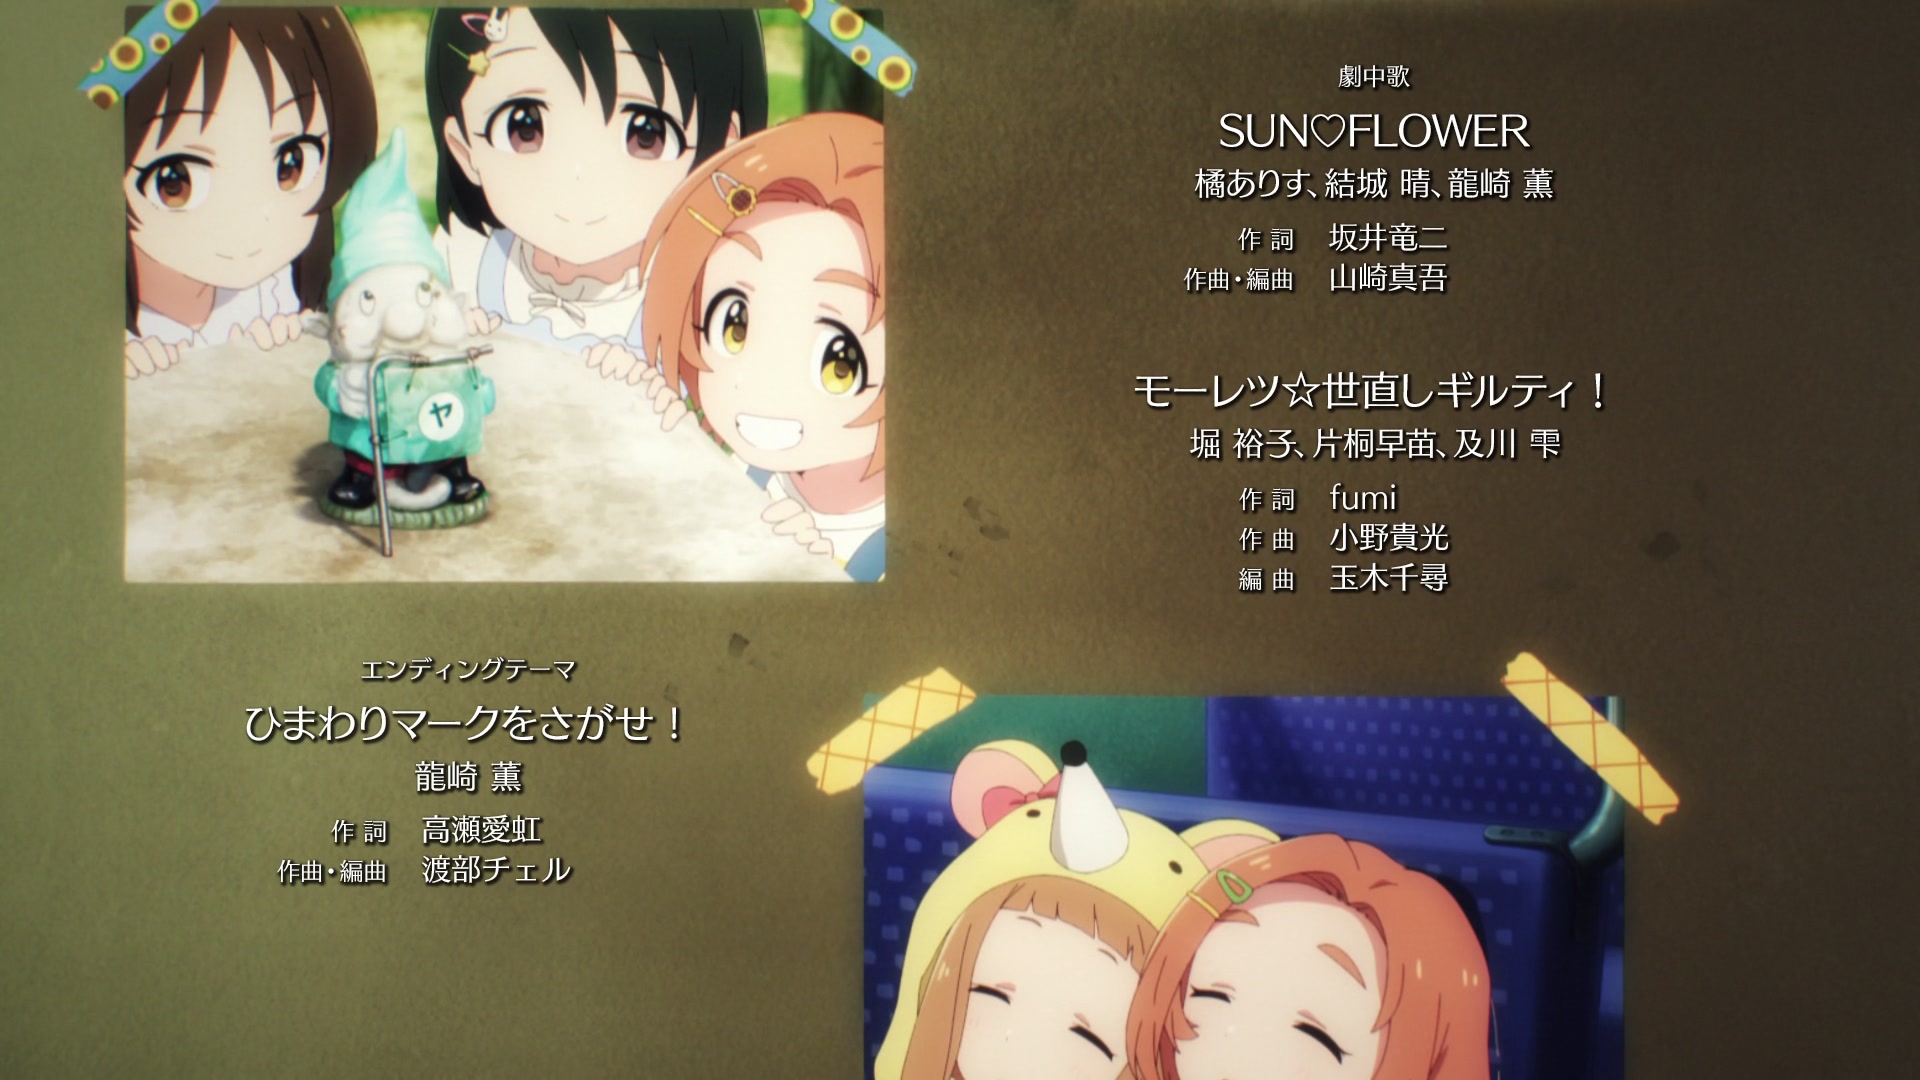 ヤ
劇中歌
SUN♡FLOWER
橘ありす、結城 晴、龍崎 薫
作 詞 坂井竜二
作曲・編曲 山崎真吾
モーレツ☆世直しギルティ！
堀 裕子、片桐早苗、及川 雫
作 詞 fumi
作 曲 小野貴光
編 曲 玉木千尋
エンディングテーマ
ひまわりマークをさがせ！
龍崎 薫
作 詞 高瀬愛虹
作曲・編曲 渡部チェル